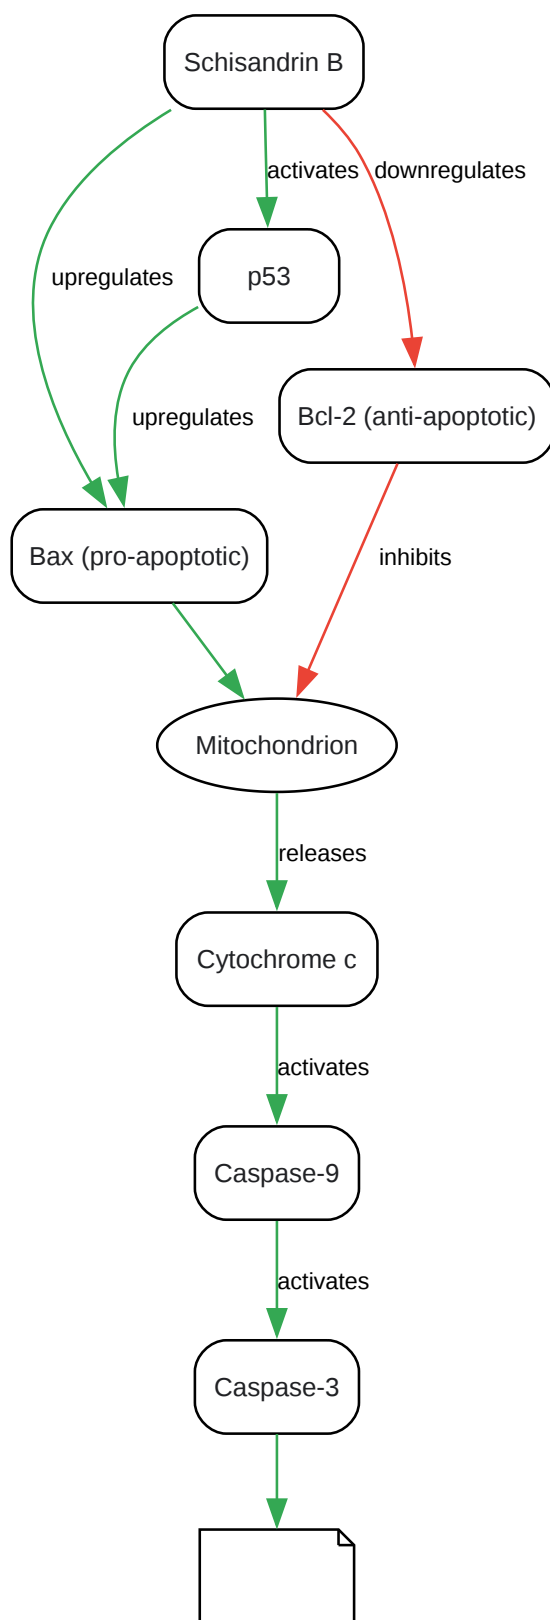 Schisandrin B
activates
downregulates
upregulates
p53
upregulates
Bcl-2 (anti-apoptotic)
Bax (pro-apoptotic)
inhibits
Mitochondrion
releases
Cytochrome c
activates
Caspase-9
activates
Caspase-3